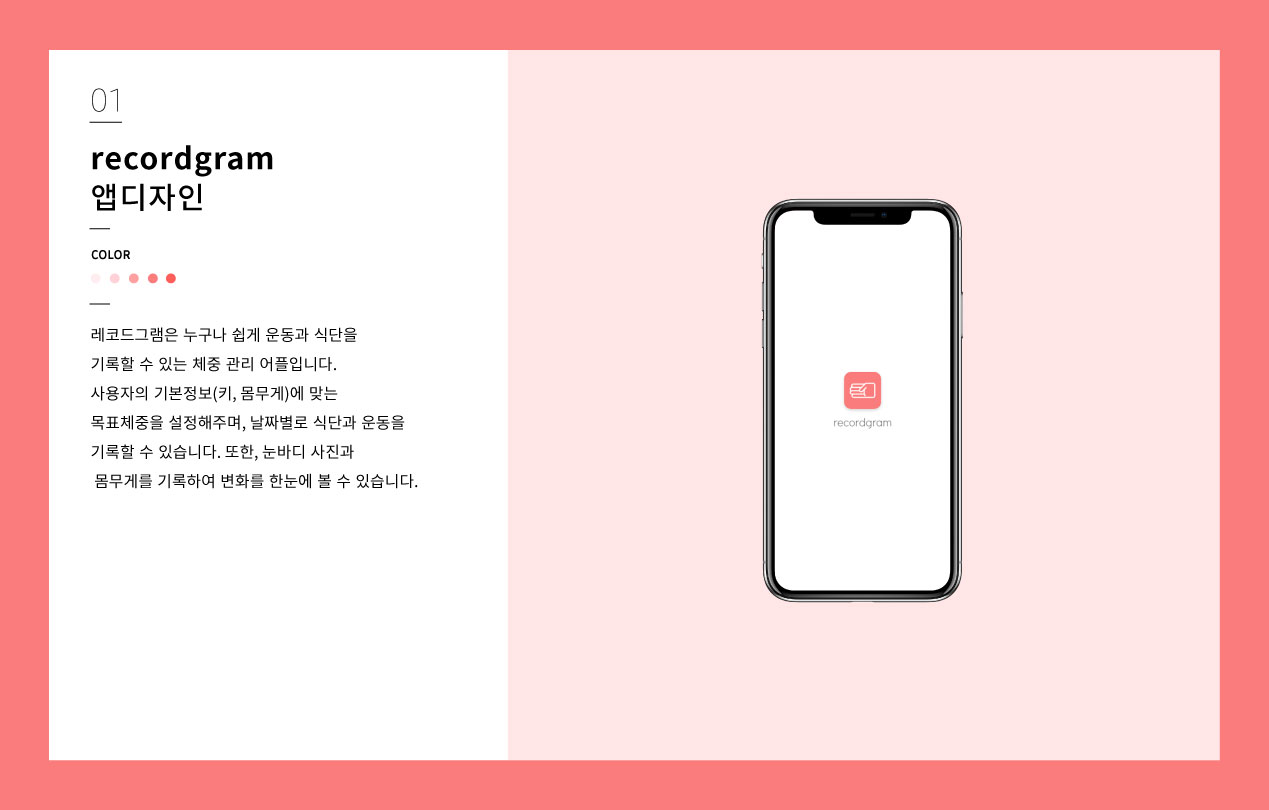 01
recordgram
앱디자인
COLOR
레코드그램은 누구나 쉽게 운동과 식단을
기록할 수 있는 체중 관리 어플입니다.
사용자의 기본정보(키, 몸무게)에 맞는
목표체중을 설정해주며, 날짜별로 식단과 운동을
기록할 수 있습니다. 또한, 눈바디 사진과
몸무게를 기록하여 변화를 한눈에 볼 수 있습니다.
recordgram